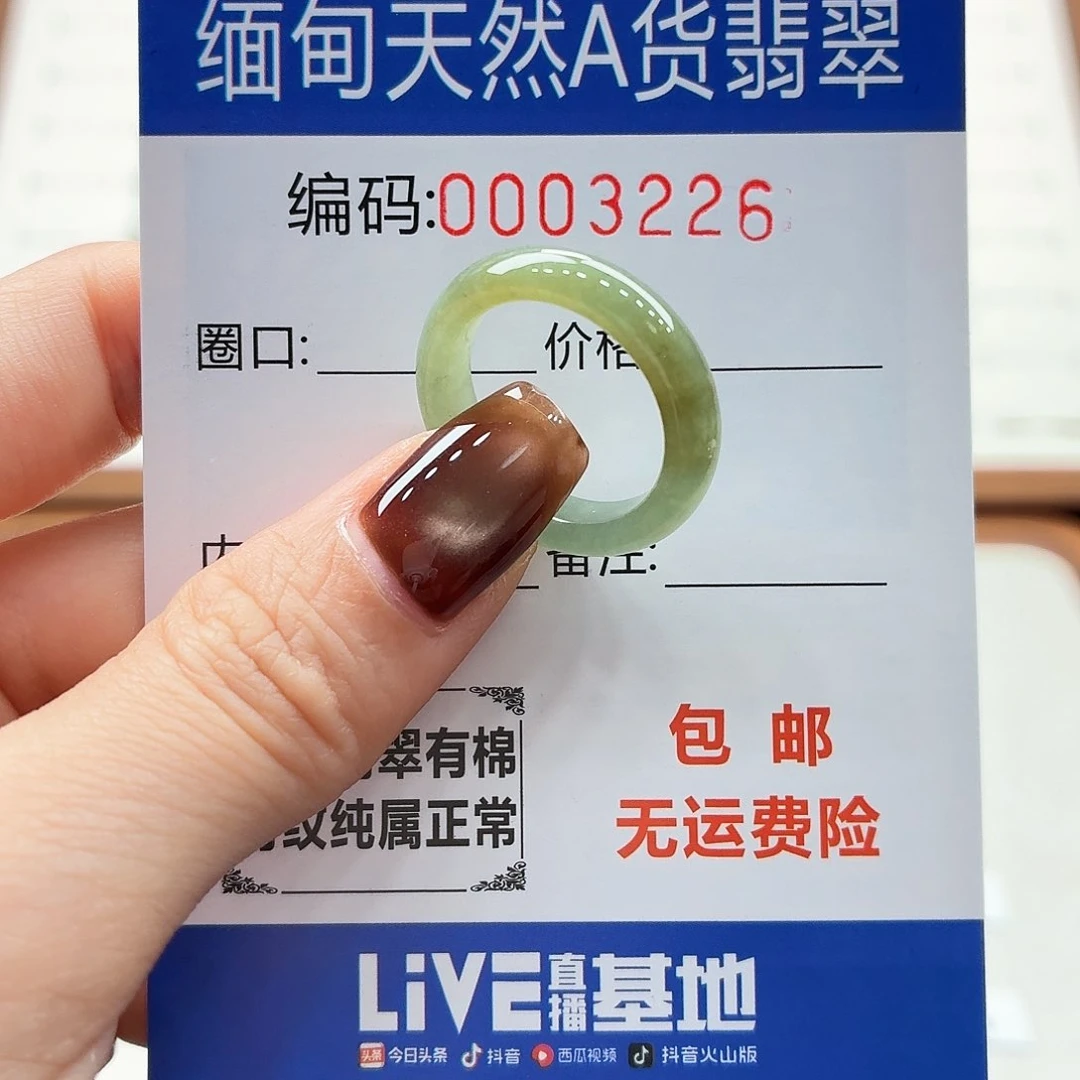 缅甸天然A货翡翠
编码:0003226
圈口: 价格
备注:
翠有棉
纹纯属正常
包邮
无运费险
LiVE直播基地
今日头条 抖音 西瓜视频 抖音火山版